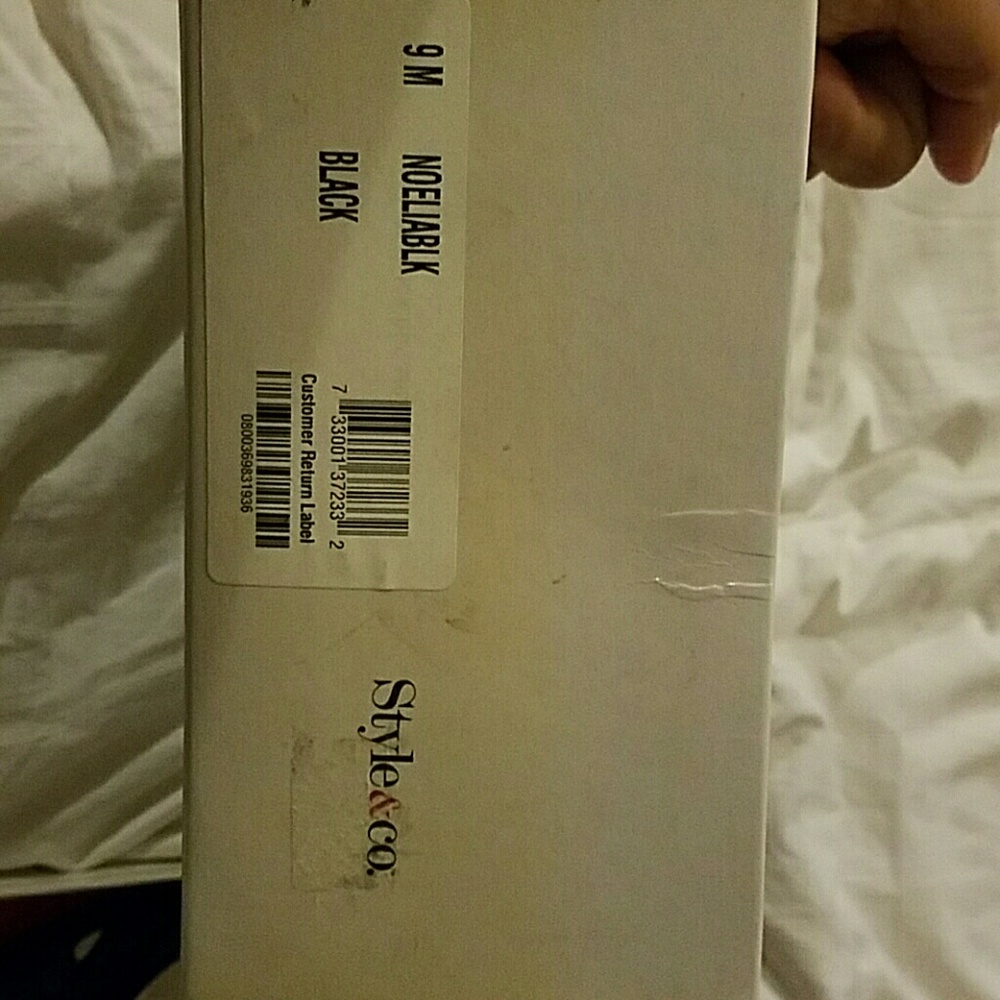 9 M NOELIABLK
BLACK
7 33001 37233 2
Customer Return Label
0800369831936
Style&co.